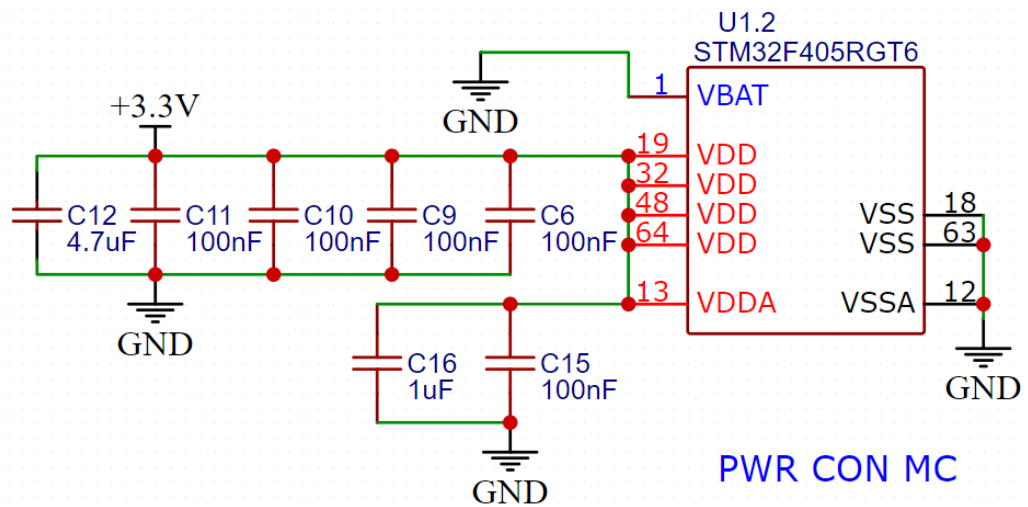 U1.2
STM32F405RGT6
1 VBAT
GND
+3.3V
19 VDD
32 VDD
48 VDD
64 VDD
13 VDDA
VSS 18
VSS 63
VSSA 12
C12
4.7uF
C11
100nF
C10
100nF
C9
100nF
C6
100nF
GND
C16
1uF
C15
100nF
GND
GND
PWR CON MC